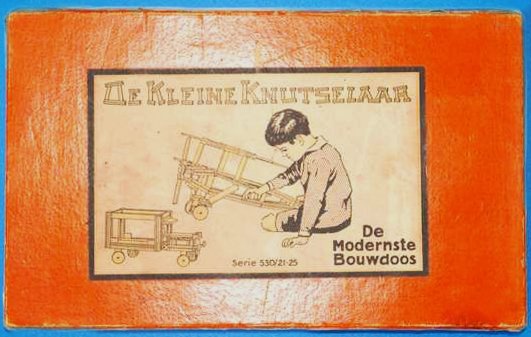 De Kleine Knutselaar
De
Modernste
Bouwdoos
Serie 530/21-25